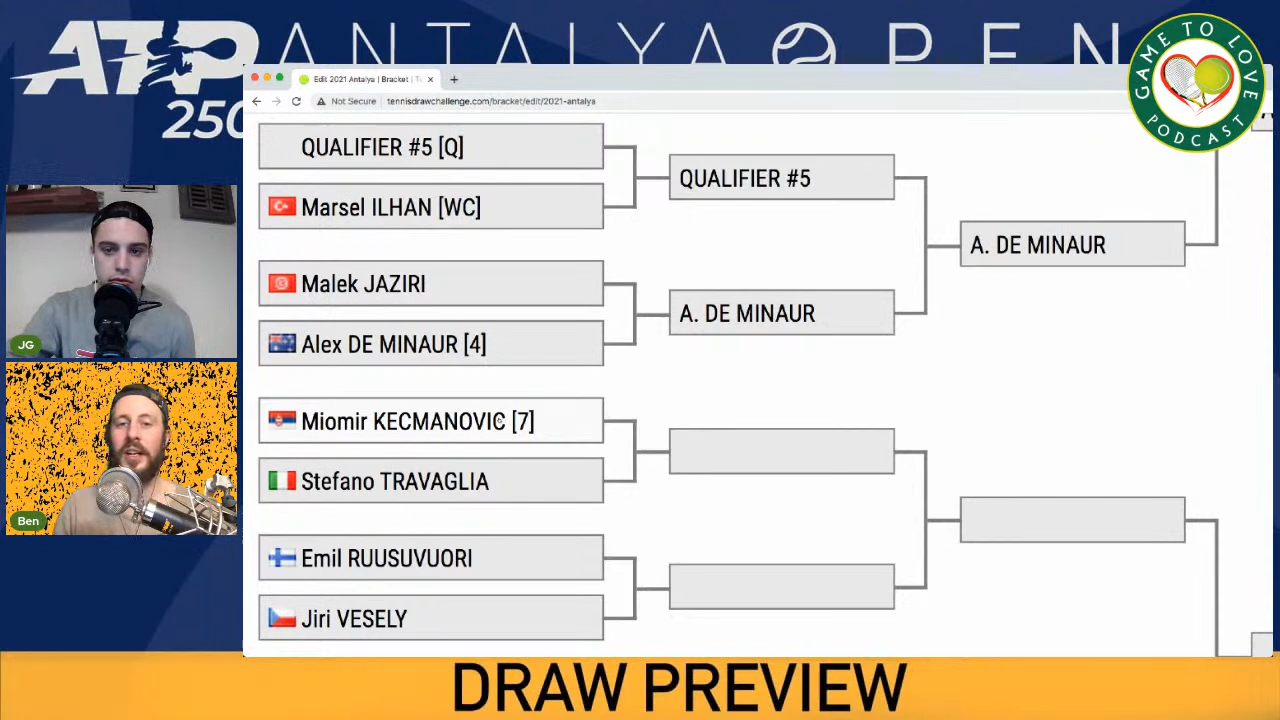 ATP ANTALYA OPEN
250
GAME TO LOVE
PODCAST
Edit 2021 Antalya | Bracket | Te
Not Secure | tennisdrawchallenge.com/bracket/edit/2021-antalya
QUALIFIER #5 [Q]
Marsel ILHAN [WC]
QUALIFIER #5
Malek JAZIRI
Alex DE MINAUR [4]
A. DE MINAUR
A. DE MINAUR
Miomir KECMANOVIC [7]
Stefano TRAVAGLIA
Emil RUUSUVUORI
Jiri VESELY
JG
Ben
DRAW PREVIEW